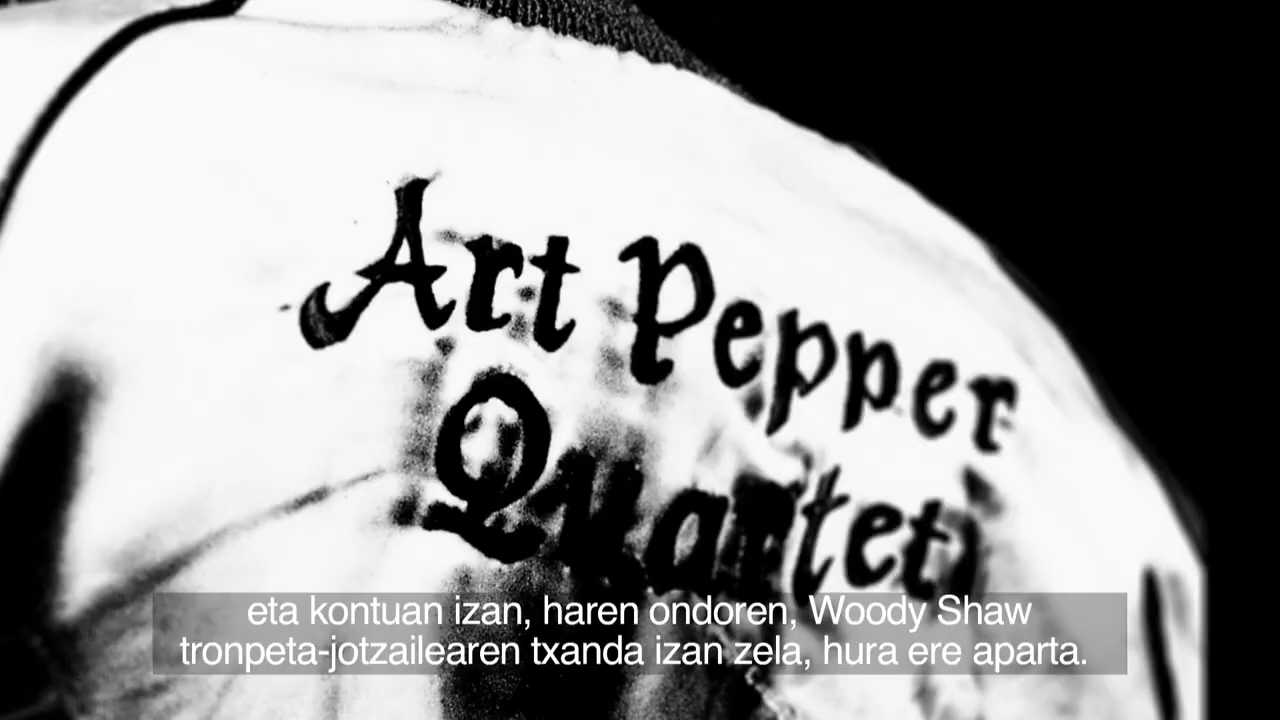 Art Pepper
Quartet
eta kontuan izan, haren ondoren, Woody Shaw
tronpeta-jotzailearen txanda izan zela, hura ere aparta.